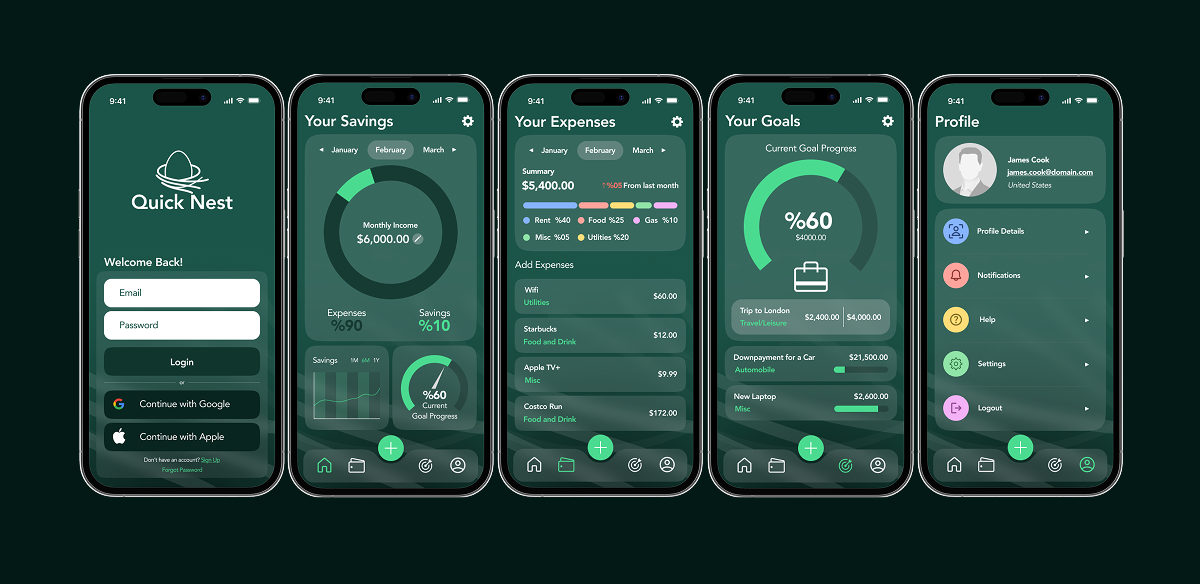 9:41
Quick Nest
Welcome Back!
Email
Password
Login
or
Continue with Google
Continue with Apple
Don't have an account? Sign Up
Forgot Password
9:41
Your Savings
January February March
Monthly Income
$6,000.00
Expenses Savings
%90 %10
Savings 1M 6M 1Y
%60
Current
Goal Progress
9:41
Your Expenses
January February March
Summary
$5,400.00 ↑%05 From last month
Rent %40 Food %25 Gas %10
Misc %05 Utlities %20
Add Expenses
Wifi $60.00
Utilities
Starbucks $12.00
Food and Drink
Apple TV+ $9.99
Misc
Costco Run $172.00
Food and Drink
9:41
Your Goals
Current Goal Progress
%60
$4000.00
Trip to London $2,400.00 $4,000.00
Travel/Leisure
Downpayment for a Car $21,500.00
Automobile
New Laptop $2,600.00
Misc
9:41
Profile
James Cook
james.cook@domain.com
United States
Profile Details
Notifications
Help
Settings
Logout